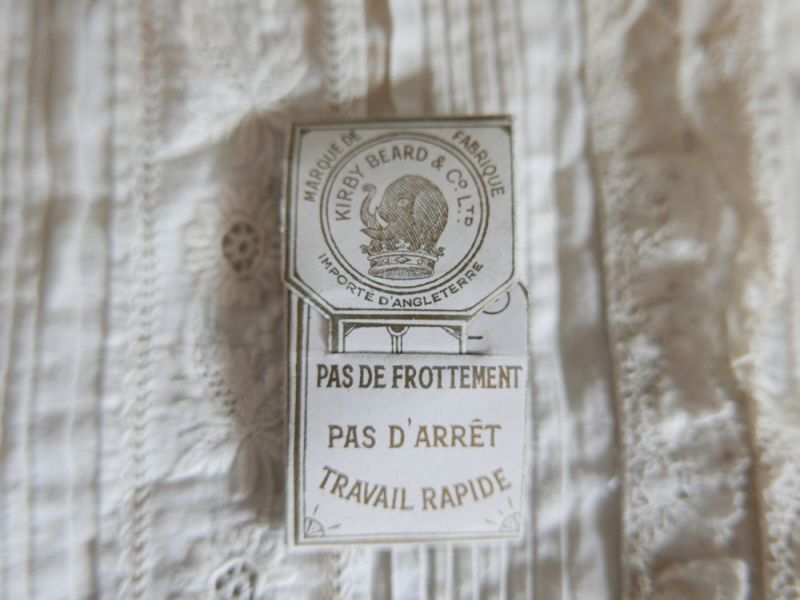 MARQUE DE FABRIQUE
KIRBY BEARD & Co. LTD
IMPORTÉ D'ANGLETERRE
PAS DE FROTTEMENT
PAS D'ARRÊT
TRAVAIL RAPIDE